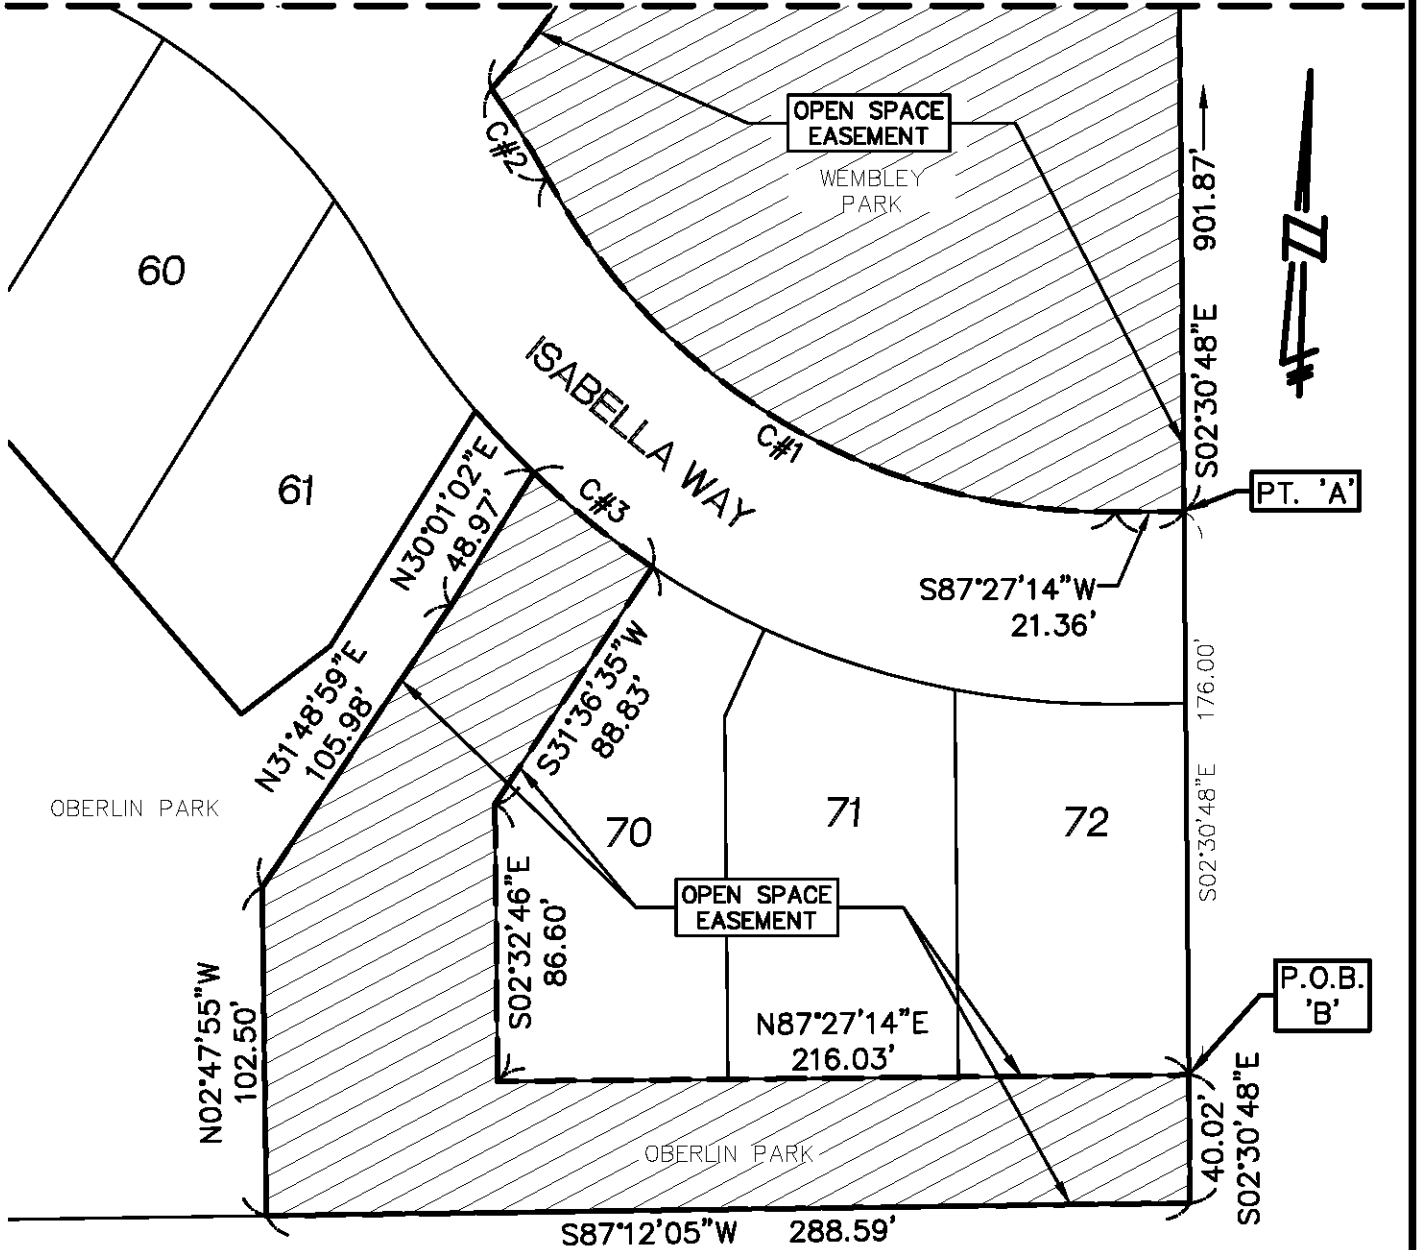 OPEN SPACE
EASEMENT
WEMBLEY
PARK
C#2
901.87'
S02°30'48"E
N
60
ISABELLA WAY
C#1
61
PT. 'A'
N30°01'02"E
48.97'
C#3
S87°27'14"W
21.36'
176.00'
S02°30'48"E
N31°48'59"E
105.98'
S31°36'35"W
88.83'
OBERLIN PARK
70
71
72
OPEN SPACE
EASEMENT
S02°32'46"E
86.60'
P.O.B.
'B'
N02°47'55"W
102.50'
N87°27'14"E
216.03'
40.02'
S02°30'48"E
OBERLIN PARK
S87°12'05"W 288.59'